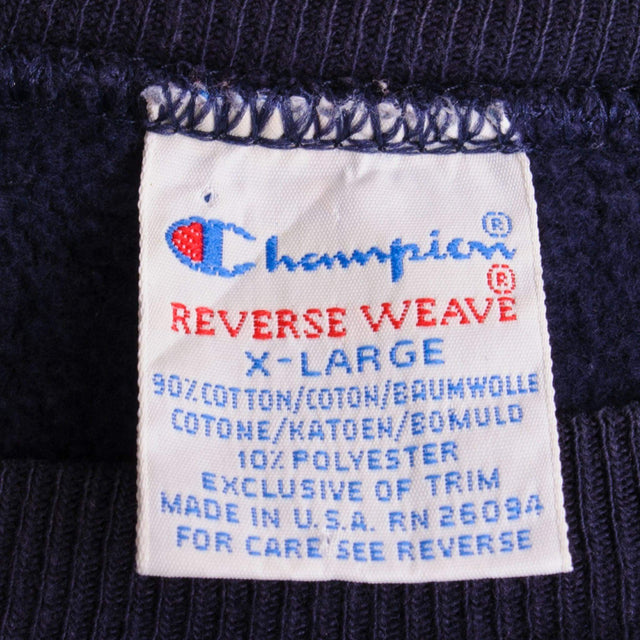 Champion®
REVERSE WEAVE®
X-LARGE
90% COTTON/COTON/BAUMWOLLE
COTONE/KATOEN/BOMULD
10% POLYESTER
EXCLUSIVE OF TRIM
MADE IN U.S.A. RN 26094
FOR CARE SEE REVERSE